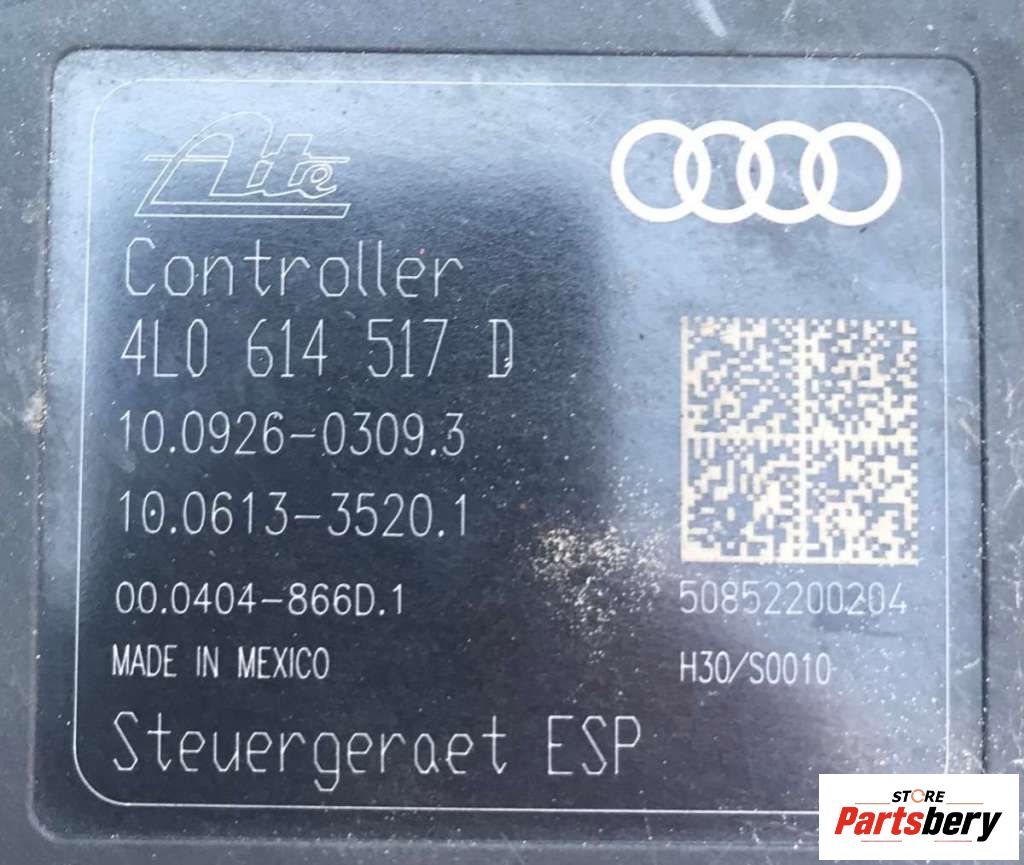 Ate
Controller
4L0 614 517 D
10.0926-0309.3
10.0613-3520.1
00.0404-866D.1
50852200204
MADE IN MEXICO
H30/S0010
Steuergeraet ESP
STORE
Partsbery